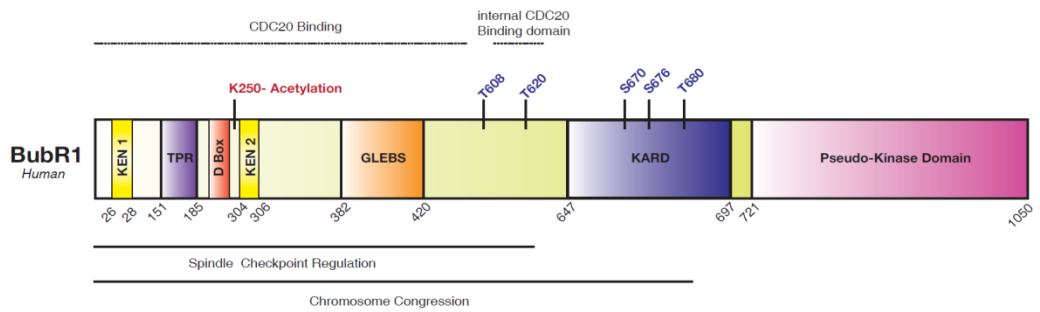 CDC20 Binding
internal CDC20
Binding domain
K250- Acetylation
T608
T620
S670
S676
T680
BubR1
Human
KEN 1
TPR
D Box
KEN 2
GLEBS
KARD
Pseudo-Kinase Domain
26
28
151
185
304
306
382
420
647
697
721
1050
Spindle Checkpoint Regulation
Chromosome Congression